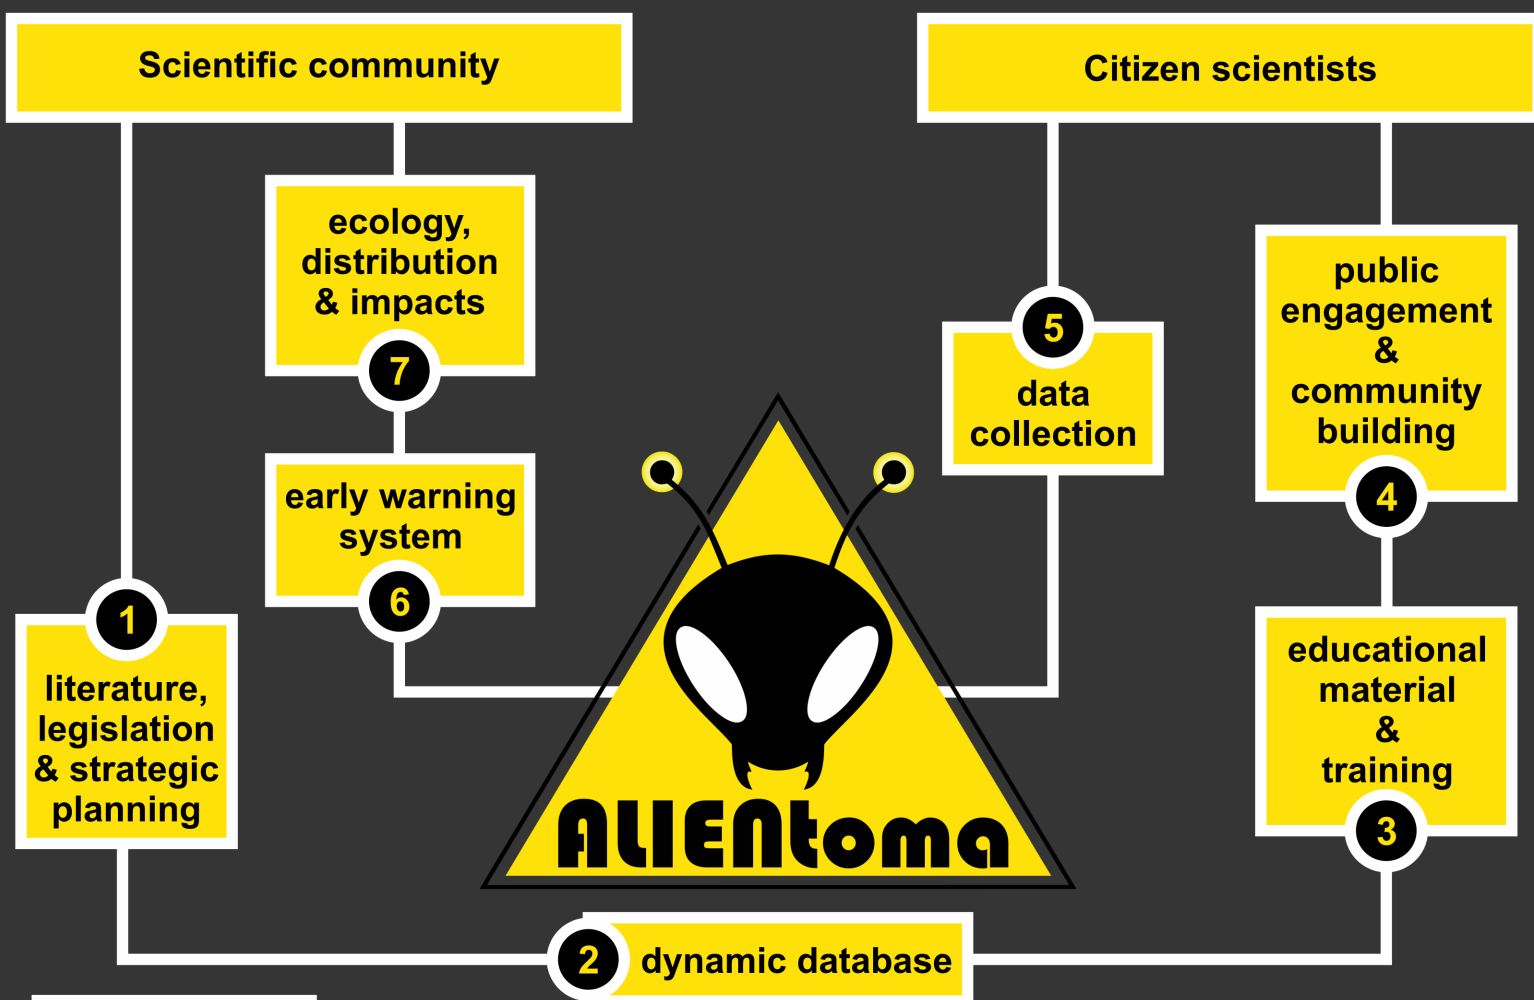 Scientific community
Citizen scientists
ecology,
distribution
& impacts
7
early warning
system
6
1
literature,
legislation
& strategic
planning
5
data
collection
public
engagement
&
community
building
4
educational
material
&
training
3
ALIENtoma
2
dynamic database